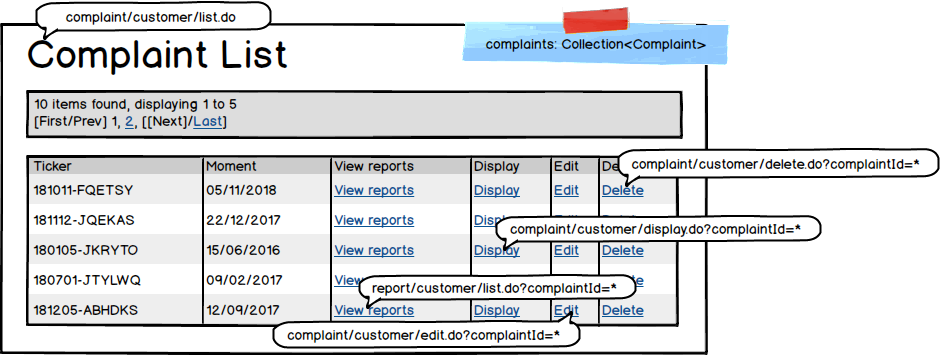 complaint/customer/list.do
Complaint List
complaints: Collection<Complaint>
10 items found, displaying 1 to 5
[First/Prev] 1, 2, [[Next]/Last]
Ticker Moment View reports Display Edit
complaint/customer/delete.do?complaintId=*
181011-FQETSY 05/11/2018 View reports Display Edit Delete
181112-JQEKAS 22/12/2017 View reports
complaint/customer/display.do?complaintId=*
180105-JKRYTO 15/06/2016 View reports Display Edit Delete
180701-JTYLWQ 09/02/2017 View reports Display Edit
report/customer/list.do?complaintId=*
181205-ABHDKS 12/09/2017 View reports Display Edit Delete
complaint/customer/edit.do?complaintId=*